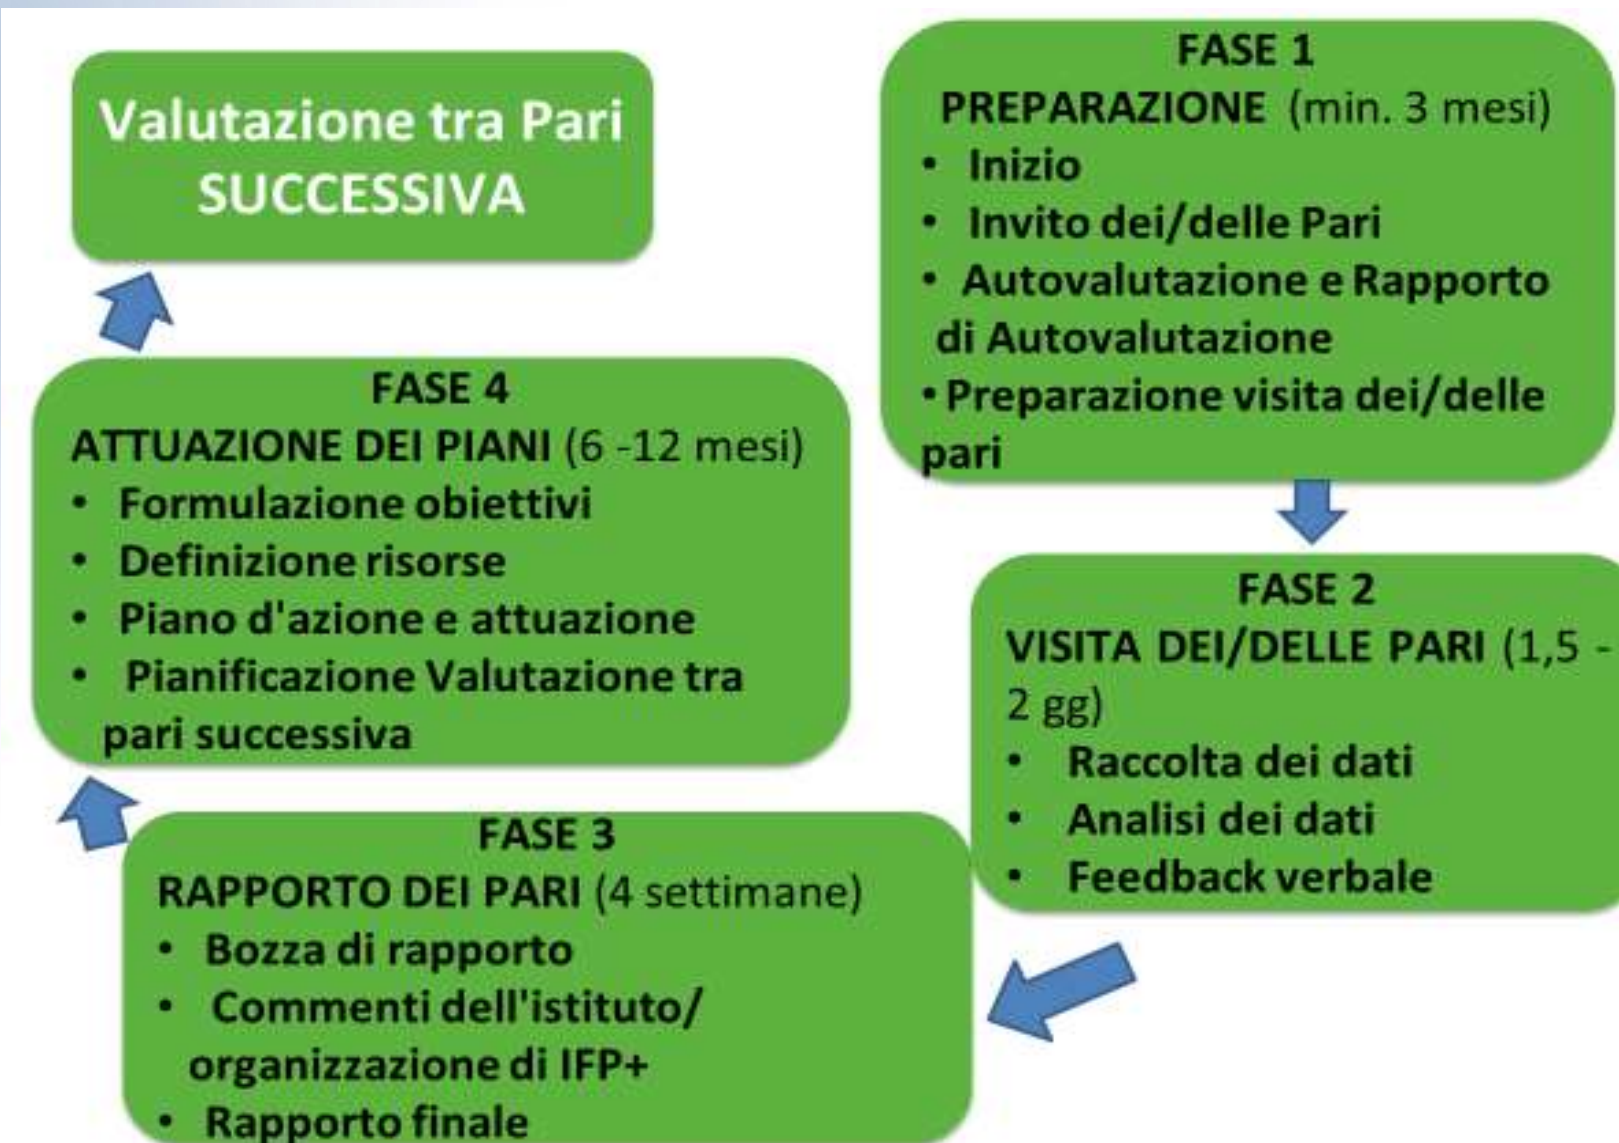 Valutazione tra Pari
SUCCESSIVA
FASE 1
PREPARAZIONE (min. 3 mesi)
• Inizio
• Invito dei/delle Pari
• Autovalutazione e Rapporto
di Autovalutazione
• Preparazione visita dei/delle
pari
FASE 2
VISITA DEI/DELLE PARI (1,5 -
2 gg)
• Raccolta dei dati
• Analisi dei dati
• Feedback verbale
FASE 3
RAPPORTO DEI PARI (4 settimane)
• Bozza di rapporto
• Commenti dell'istituto/
organizzazione di IFP+
• Rapporto finale
FASE 4
ATTUAZIONE DEI PIANI (6 -12 mesi)
• Formulazione obiettivi
• Definizione risorse
• Piano d'azione e attuazione
• Pianificazione Valutazione tra
pari successiva